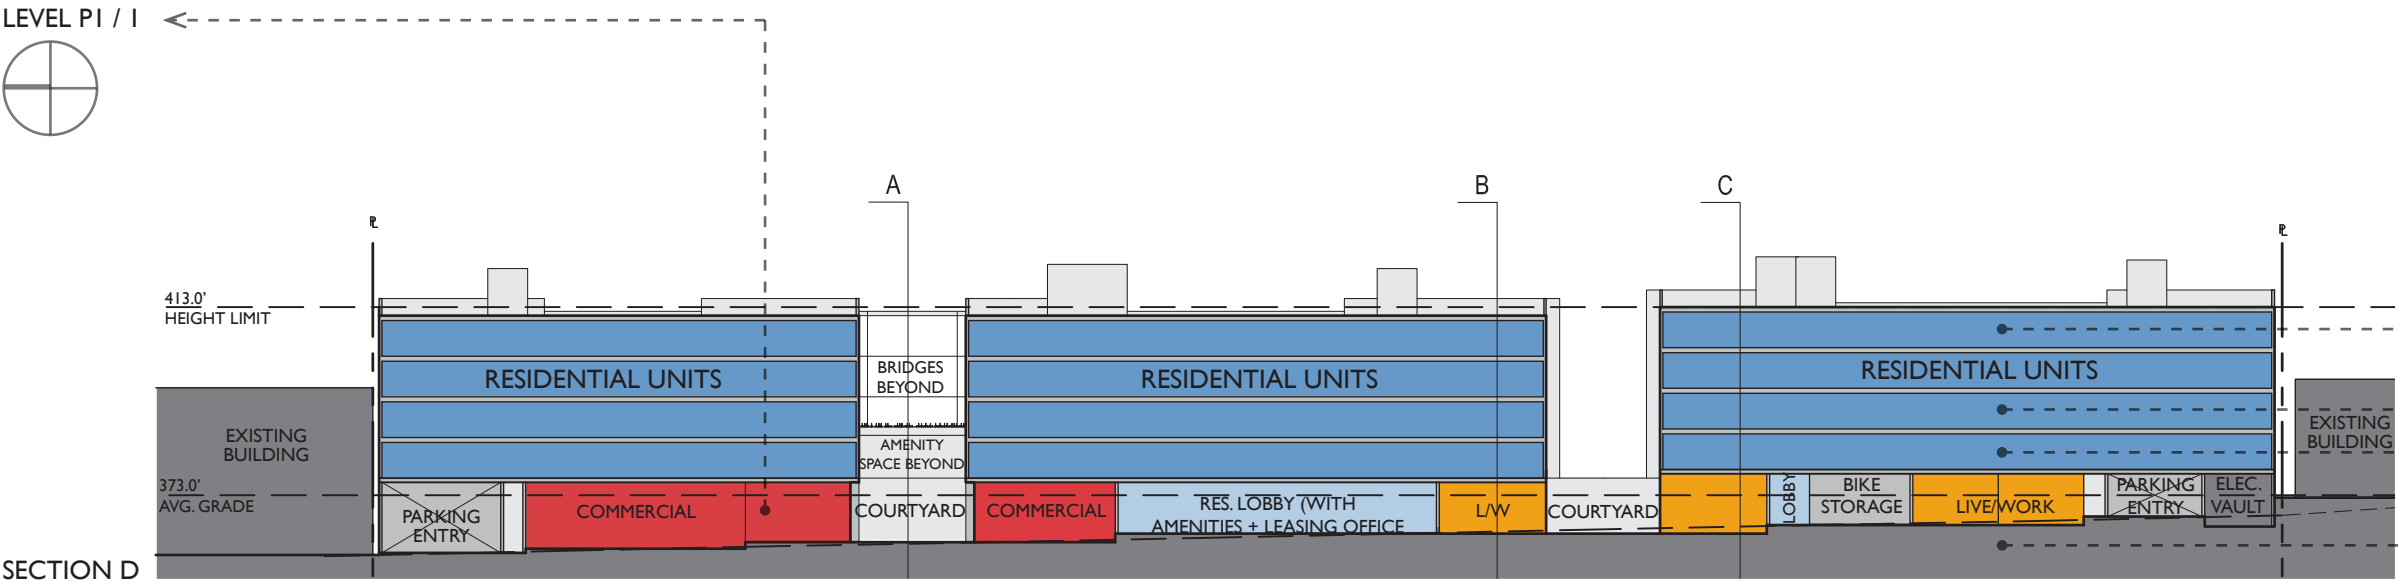 LEVEL P1 / 1
A
B
C
PL
PL
413.0'
HEIGHT LIMIT
RESIDENTIAL UNITS
BRIDGES
BEYOND
RESIDENTIAL UNITS
RESIDENTIAL UNITS
EXISTING
BUILDING
AMENITY
SPACE BEYOND
EXISTING
BUILDING
373.0'
AVG. GRADE
PARKING
ENTRY
COMMERCIAL
COURTYARD
COMMERCIAL
RES. LOBBY (WITH
AMENITIES + LEASING OFFICE
L/W
COURTYARD
LOBBY
BIKE
STORAGE
LIVE/WORK
PARKING
ENTRY
ELEC.
VAULT
SECTION D